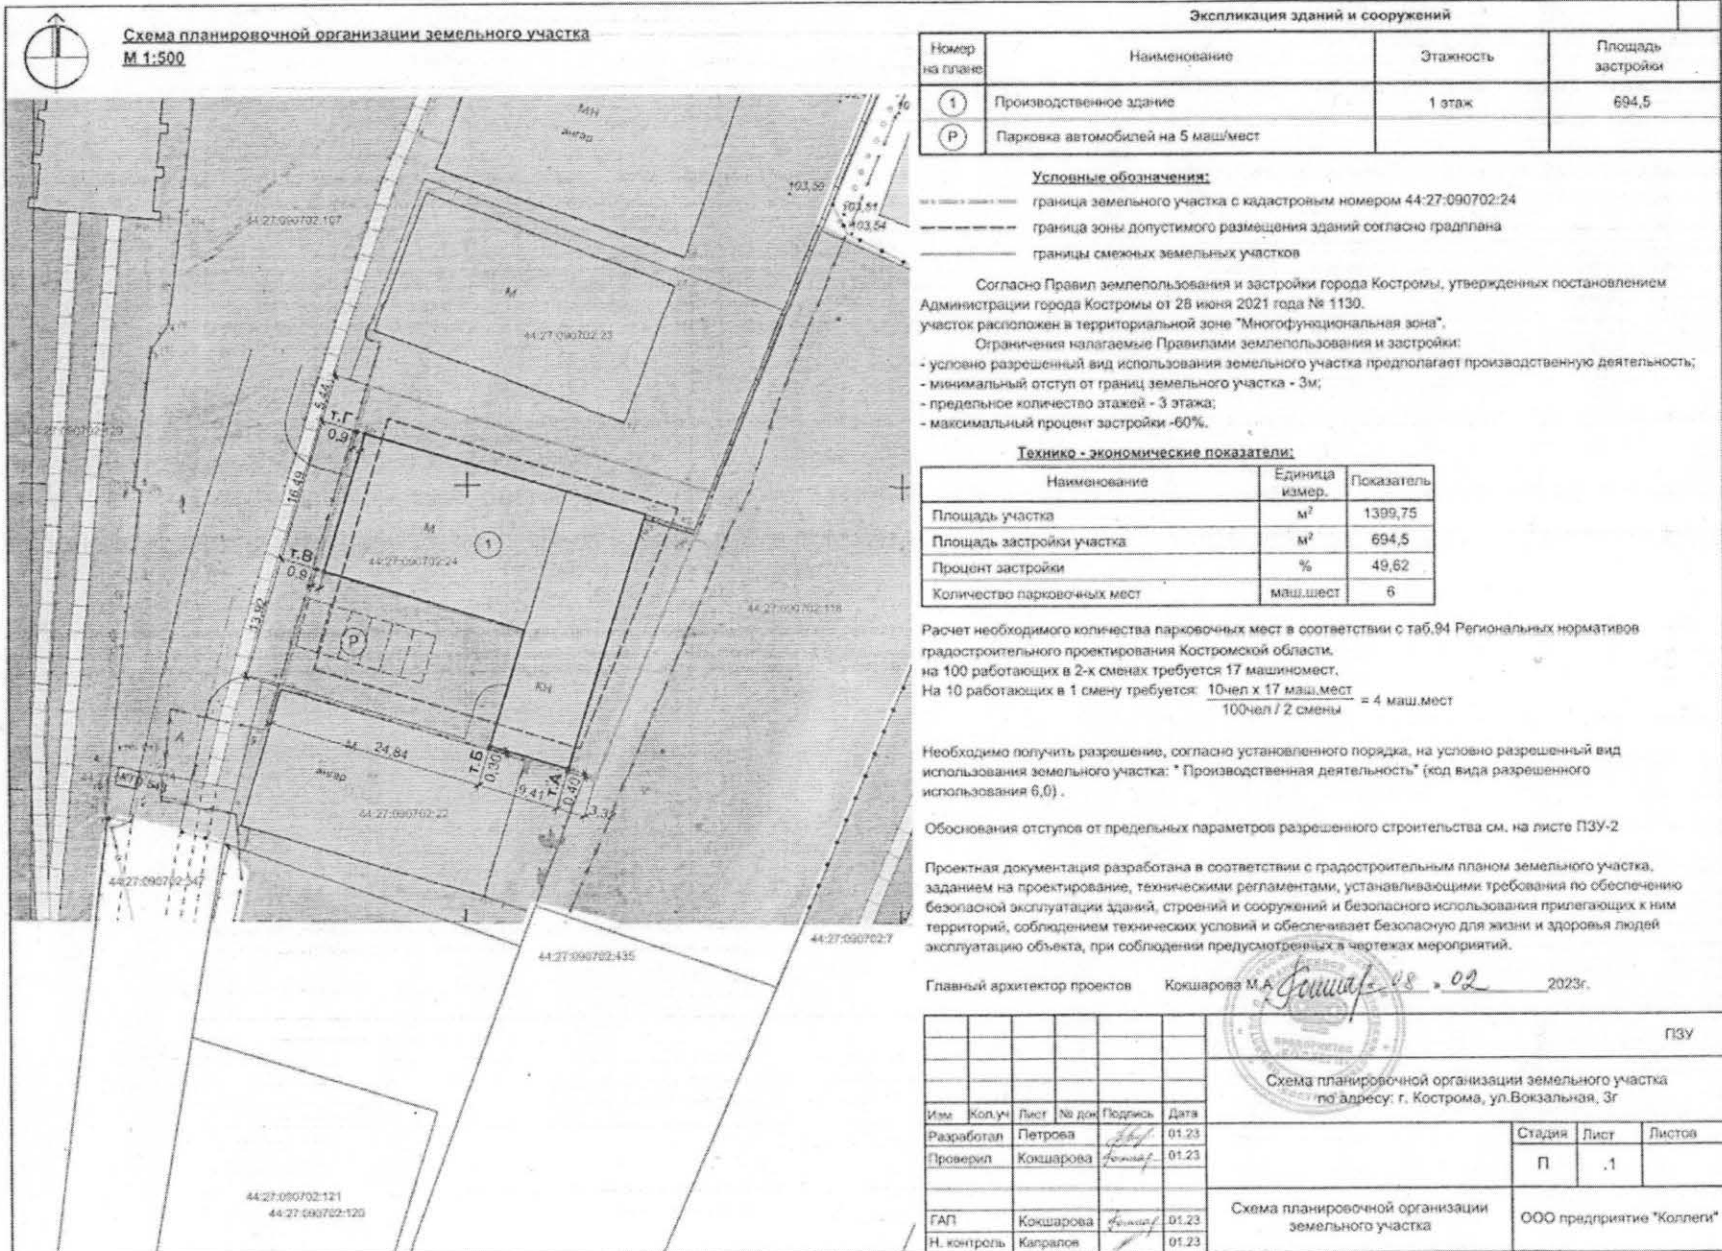 Схема планировочной организации земельного участка
М 1:500
Экспликация зданий и сооружений
Номер на плане
Наименование
Этажность
Площадь застройки
1
Производственное здание
1 этаж
694,5
Р
Парковка автомобилей на 5 маш/мест
Условные обозначения:
граница земельного участка с кадастровым номером 44:27:090702:24
граница зоны допустимого размещения зданий согласно градплана
границы смежных земельных участков
Согласно Правил землепользования и застройки города Костромы, утвержденных постановлением
Администрации города Костромы от 28 июня 2021 года № 1130.
участок расположен в территориальной зоне "Многофункциональная зона".
Ограничения налагаемые Правилами землепользования и застройки:
- условно разрешенный вид использования земельного участка предполагает производственную деятельность;
- минимальный отступ от границ земельного участка - 3м;
- предельное количество этажей - 3 этажа;
- максимальный процент застройки -60%.
Технико - экономические показатели:
Наименование
Единица измер.
Показатель
Площадь участка
м²
1399,75
Площадь застройки участка
м²
694,5
Процент застройки
%
49,62
Количество парковочных мест
маш.шест
6
Расчет необходимого количества парковочных мест в соответствии с таб.94 Региональных нормативов
градостроительного проектирования Костромской области.
на 100 работающих в 2-х сменах требуется 17 машиномест.
На 10 работающих в 1 смену требуется: 10чел х 17 маш.мест
100чел / 2 смены
= 4 маш.мест
Необходимо получить разрешение, согласно установленного порядка, на условно разрешенный вид
использования земельного участка: " Производственная деятельность" (код вида разрешенного
использования 6,0) .
Обоснования отступов от предельных параметров разрешенного строительства см. на листе ПЗУ-2
Проектная документация разработана в соответствии с градостроительным планом земельного участка,
заданием на проектирование, техническими регламентами, устанавливающими требования по обеспечению
безопасной эксплуатации зданий, строений и сооружений и безопасного использования прилегающих к ним
территорий, соблюдением технических условий и обеспечивает безопасную для жизни и здоровья людей
эксплуатацию объекта, при соблюдении предусмотренных в чертежах мероприятий.
Главный архитектор проектов Кокшарова М.А. 08 » 02 2023г.
ПЗУ
Схема планировочной организации земельного участка
по адресу: г. Кострома, ул.Вокзальная, 3г
Изм Кол.уч Лист № док Подпись Дата
Разработал Петрова 01.23
Проверил Кокшарова 01.23
Стадия Лист Листов
П .1
ГАП Кокшарова 01.23
Н. контроль Капралов 01.23
Схема планировочной организации
земельного участка
ООО предприятие "Коллеги"
МН
ангар
103,50
103,51
103,54
44:27:090702:107
М
44:27:090702:23
5,44
т.Г
0,9
16,49
М
1
44:27:090702:24
т.В
0,9
13,92
Р
44:27:090702:118
КН
М
24,84
ангар
т.Б
0,30
9,41
т.А
0,40
3,35
44:27:090702:22
44:27:090702:347
44:27:090702:435
44:27:090702:7
44:27:090702:121
44:27:090702:120